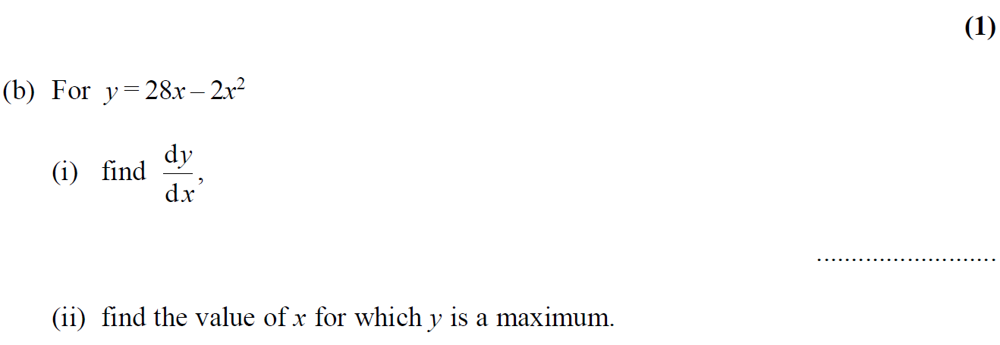 (1)
(b) For y = 28x – 2x²
(i) find dy/dx,
..........................
(ii) find the value of x for which y is a maximum.